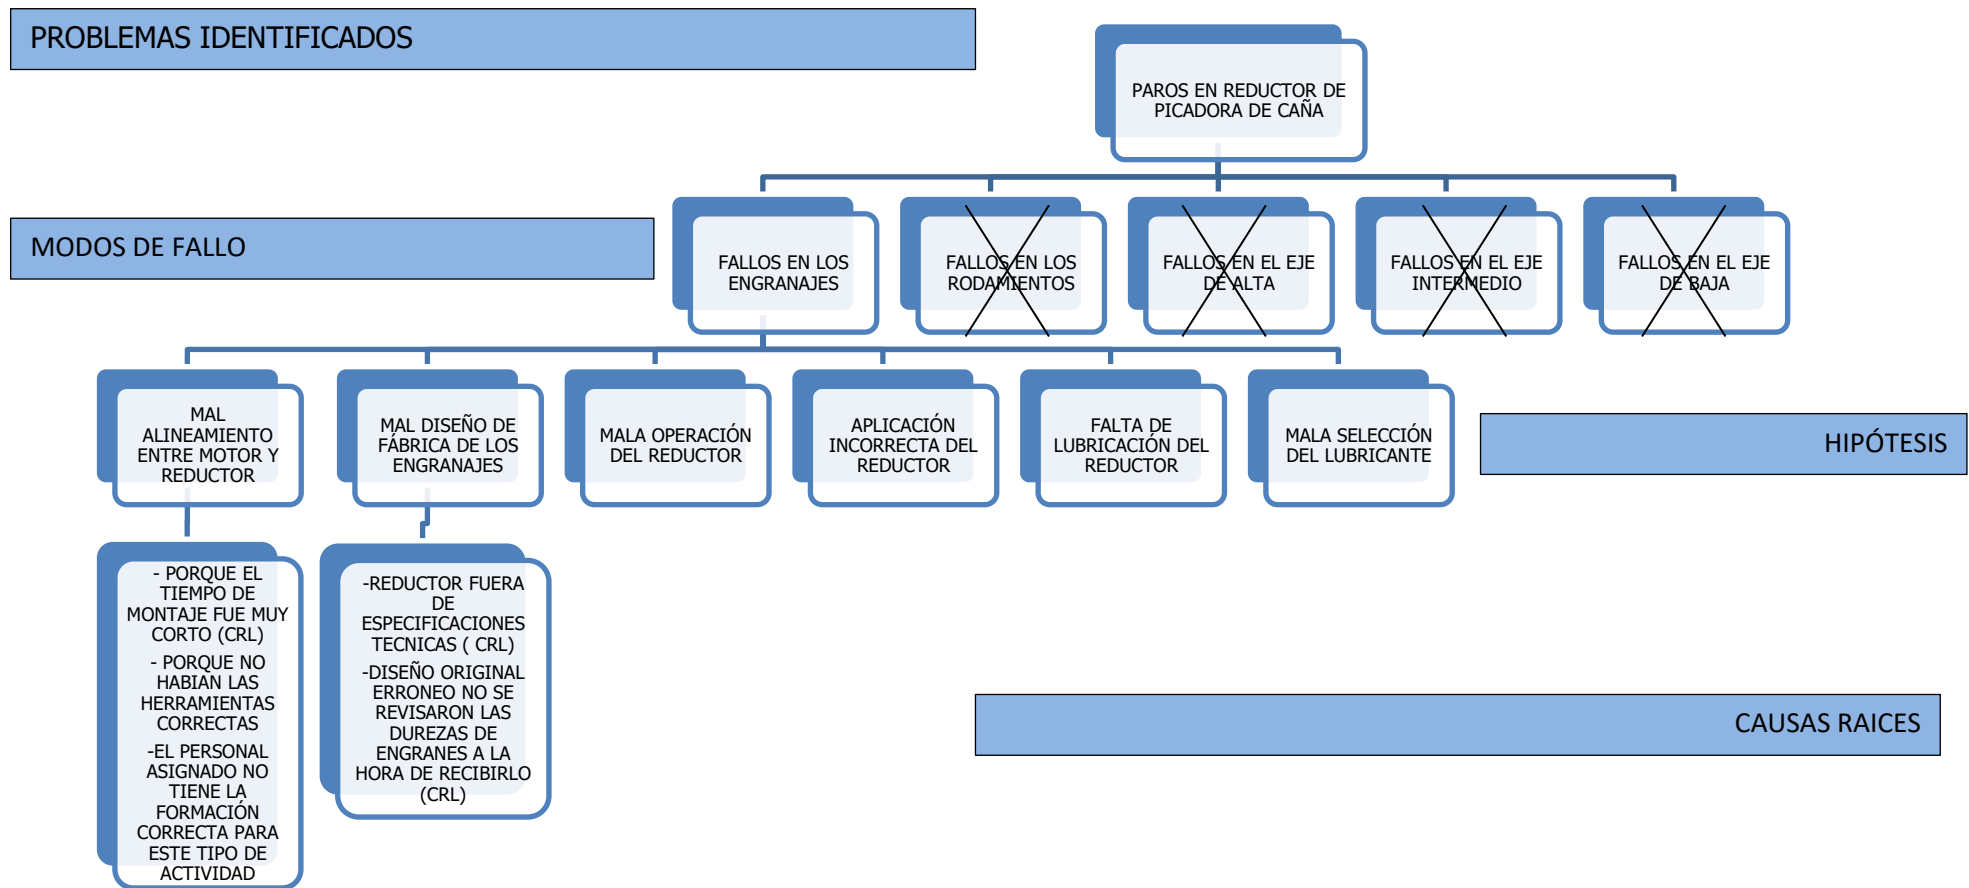 PROBLEMAS IDENTIFICADOS
PAROS EN REDUCTOR DE
PICADORA DE CAÑA
MODOS DE FALLO
FALLOS EN LOS
ENGRANAJES
FALLOS EN LOS
RODAMIENTOS
FALLOS EN EL EJE
DE ALTA
FALLOS EN EL EJE
INTERMEDIO
FALLOS EN EL EJE
DE BAJA
MAL
ALINEAMIENTO
ENTRE MOTOR Y
REDUCTOR
MAL DISEÑO DE
FÁBRICA DE LOS
ENGRANAJES
MALA OPERACIÓN
DEL REDUCTOR
APLICACIÓN
INCORRECTA DEL
REDUCTOR
FALTA DE
LUBRICACIÓN DEL
REDUCTOR
MALA SELECCIÓN
DEL LUBRICANTE
HIPÓTESIS
- PORQUE EL
TIEMPO DE
MONTAJE FUE MUY
CORTO (CRL)
- PORQUE NO
HABIAN LAS
HERRAMIENTAS
CORRECTAS
-EL PERSONAL
ASIGNADO NO
TIENE LA
FORMACIÓN
CORRECTA PARA
ESTE TIPO DE
ACTIVIDAD
-REDUCTOR FUERA
DE
ESPECIFICACIONES
TECNICAS ( CRL)
-DISEÑO ORIGINAL
ERRONEO NO SE
REVISARON LAS
DUREZAS DE
ENGRANES A LA
HORA DE RECIBIRLO
(CRL)
CAUSAS RAICES